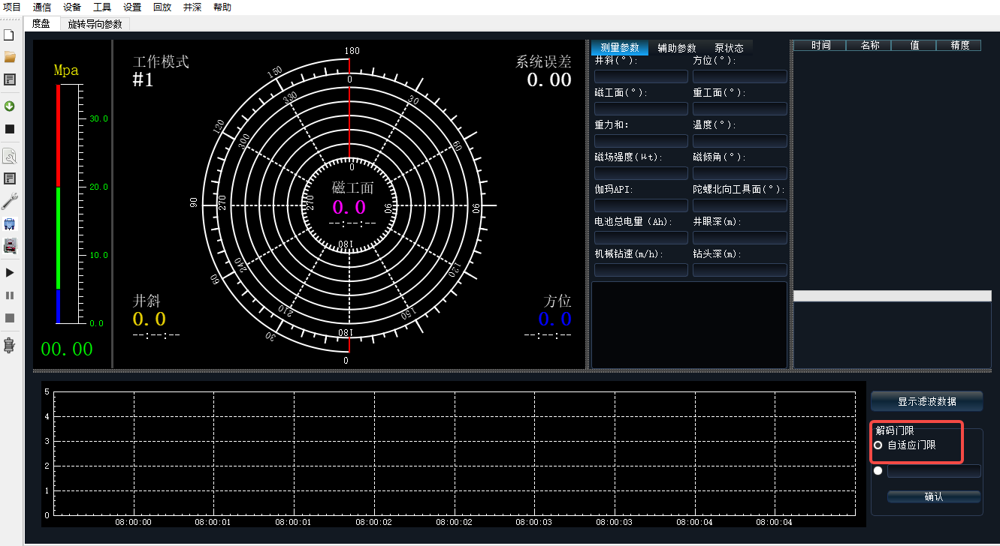 项目 通信 设备 工具 设置 回放 井深 帮助
度盘 旋转导向参数
Mpa
30.0
20.0
10.0
0.0
00.00
工作模式
#1
系统误差
0.00
180
150
120
90
60
30
0
0
30
60
90
120
150
180
210
240
270
300
330
0
90
180
270
磁工面
0.0
--:--:--
井斜
0.0
--:--:--
方位
0.0
--:--:--
测量参数 辅助参数 泵状态
井斜(°): 方位(°):
磁工面(°): 重工面(°):
重力和: 温度(°):
磁场强度(μt): 磁倾角(°):
伽玛API: 陀螺北向工具面(°):
电池总电量 (Ah): 井眼深(m):
机械钻速(m/h): 钻头深(m):
时间 名称 值 精度
5
4
3
2
1
0
08:00:00 08:00:01 08:00:01 08:00:02 08:00:02 08:00:03 08:00:03 08:00:04 08:00:04
显示滤波数据
解码门限
自适应门限
确认